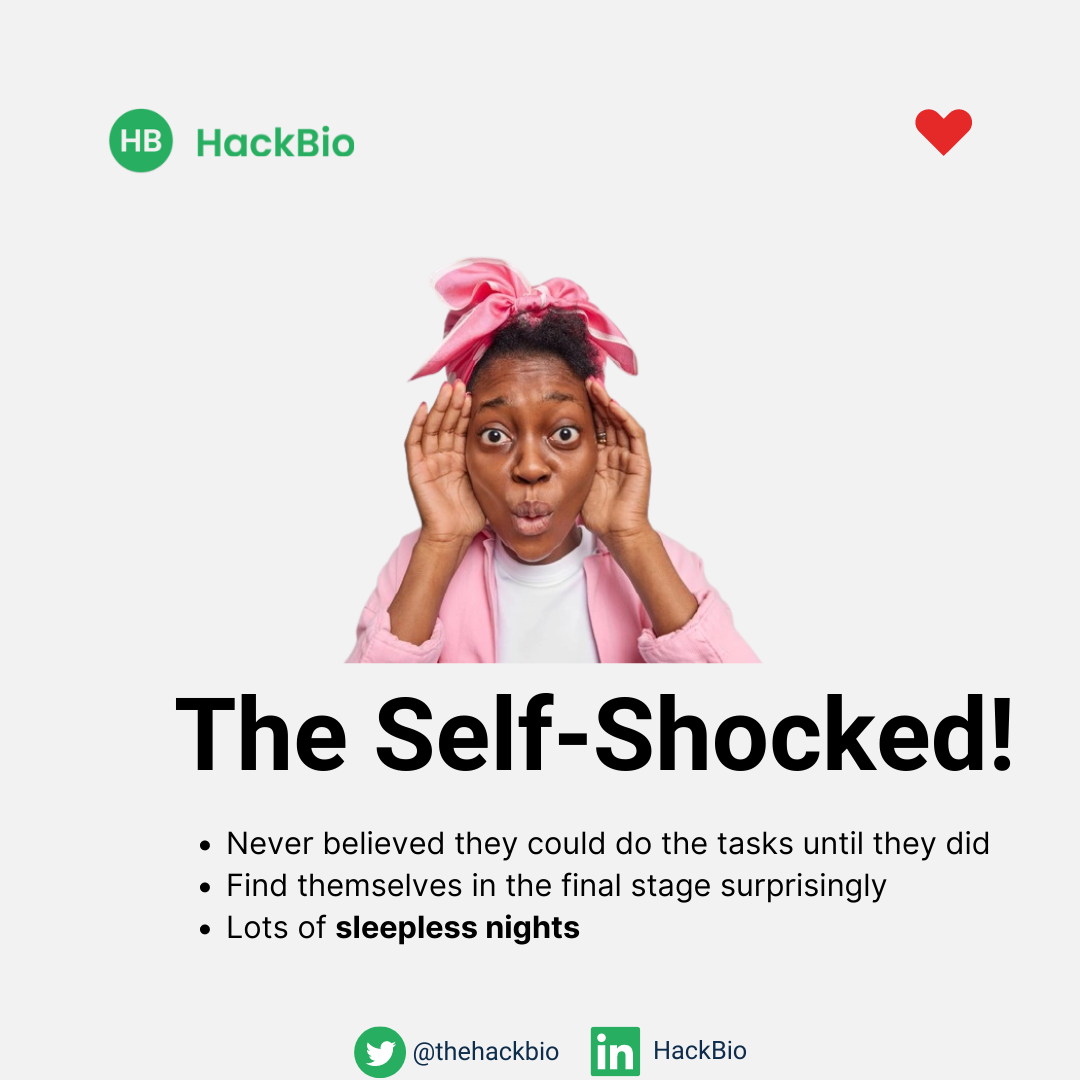 HB HackBio
The Self-Shocked!
• Never believed they could do the tasks until they did
• Find themselves in the final stage surprisingly
• Lots of sleepless nights
@thehackbio in HackBio